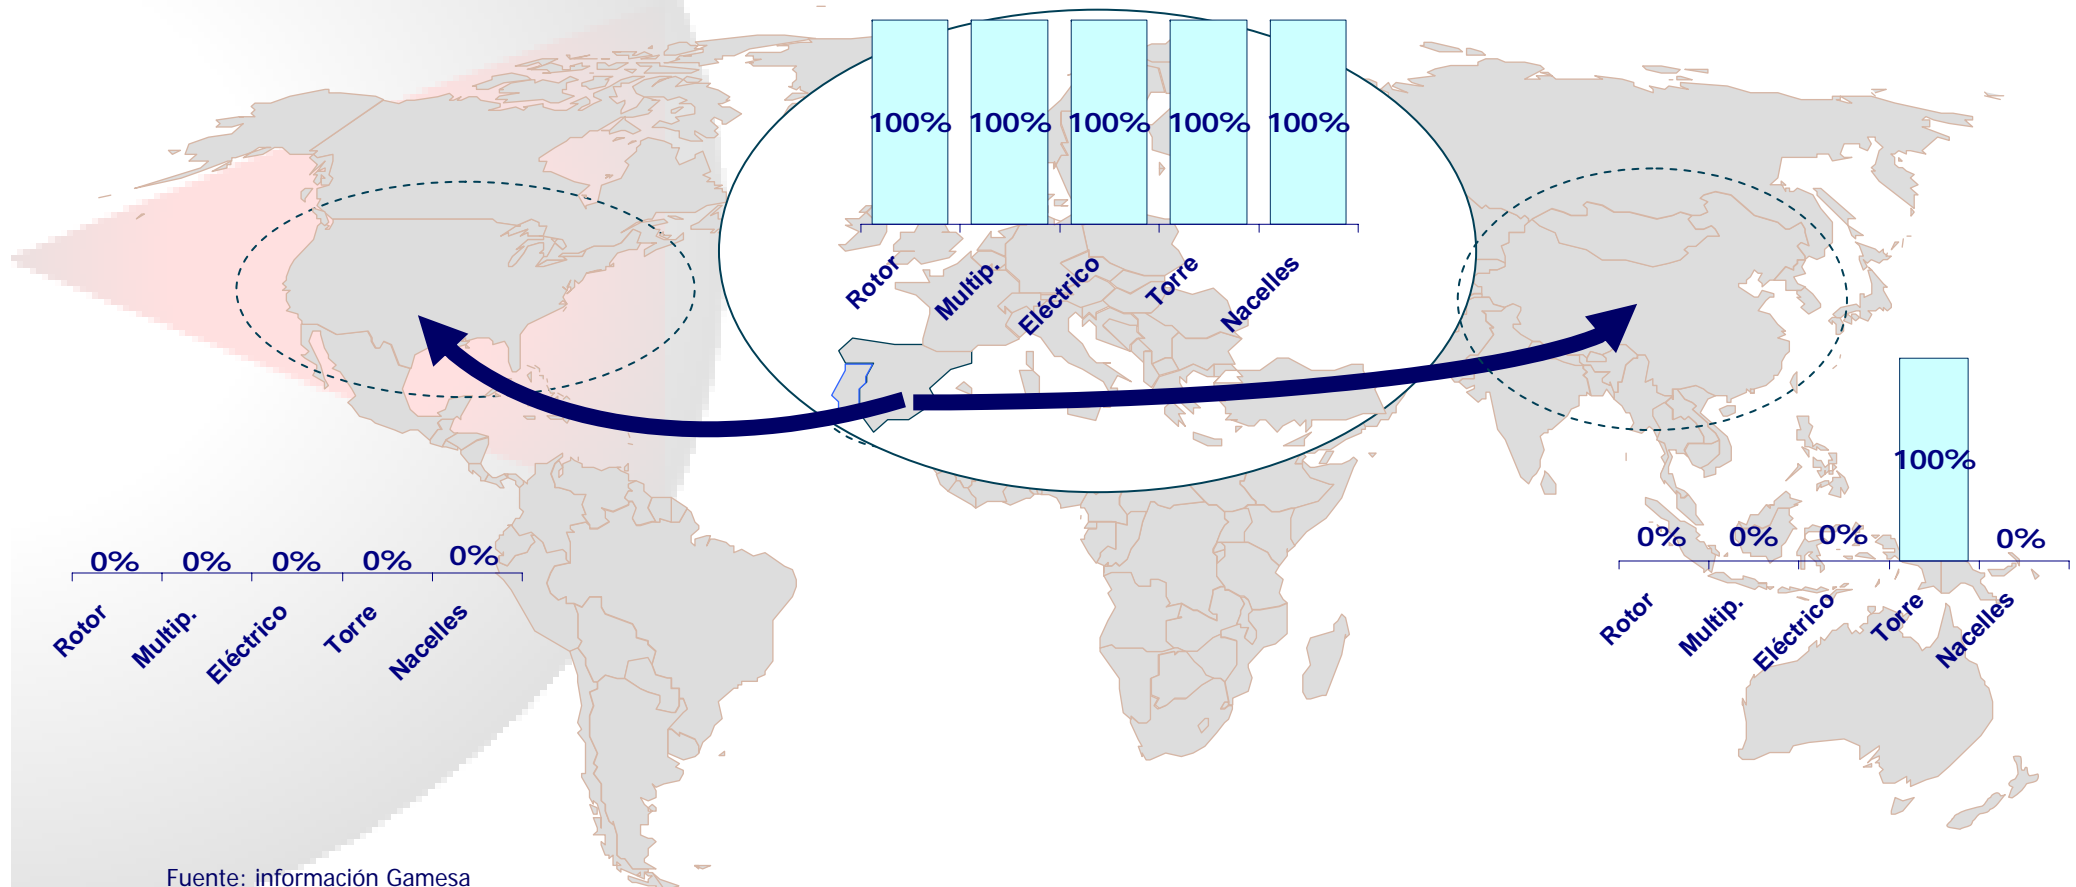 100% 100% 100% 100% 100%
Rotor Multip. Eléctrico Torre Nacelles
0% 0% 0% 0% 0%
Rotor Multip. Eléctrico Torre Nacelles
0% 0% 0% 100% 0%
Rotor Multip. Eléctrico Torre Nacelles
Fuente: información Gamesa